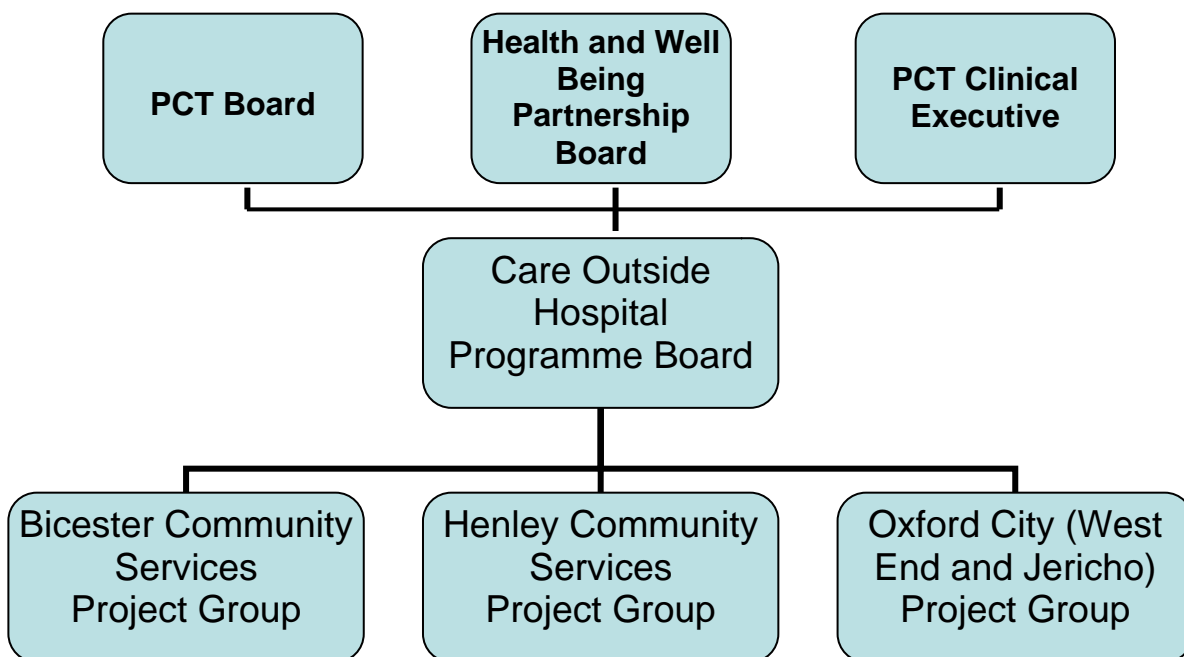 PCT Board
Health and Well
Being
Partnership
Board
PCT Clinical
Executive
Care Outside
Hospital
Programme Board
Bicester Community
Services
Project Group
Henley Community
Services
Project Group
Oxford City (West
End and Jericho)
Project Group